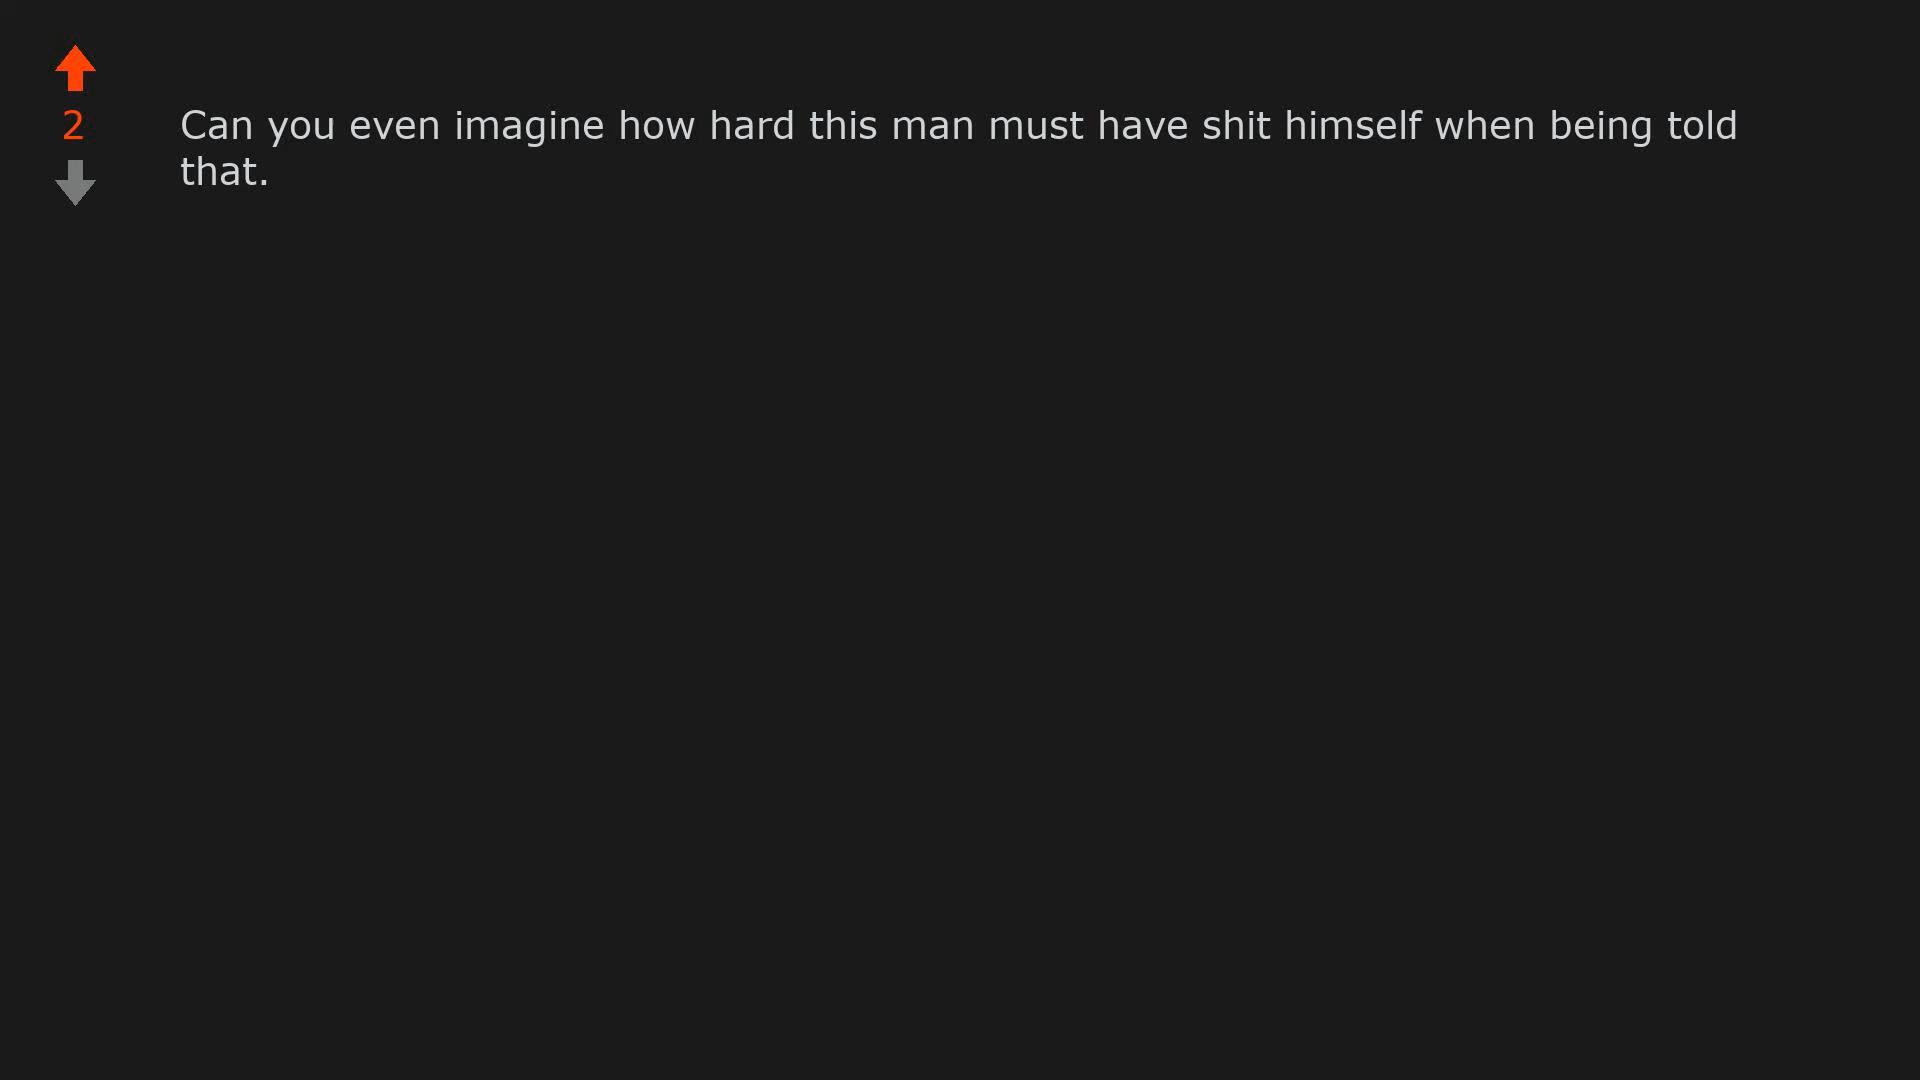 2
Can you even imagine how hard this man must have shit himself when being told
that.